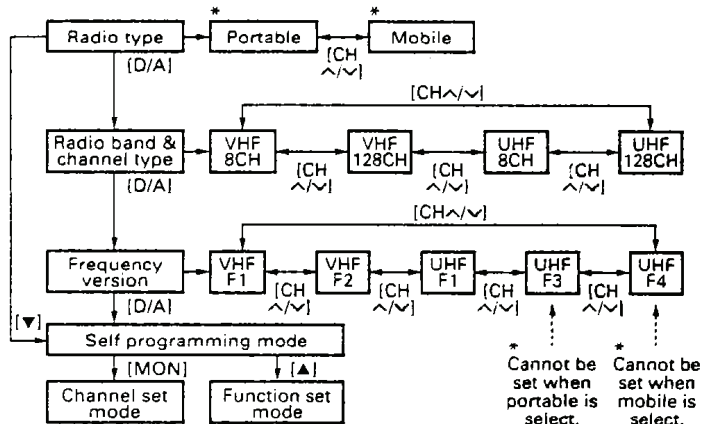 * *
Radio type Portable Mobile
[D/A] [CH
∧/∨]
[CH∧/∨]
Radio band & VHF VHF UHF UHF
channel type 8CH 128CH 8CH 128CH
[D/A] [CH [CH [CH
∧/∨] ∧/∨] ∧/∨]
[CH∧/∨]
Frequency VHF VHF UHF UHF UHF
version F1 F2 F1 F3 F4
[D/A] [CH [CH [CH [CH
∧/∨] ∧/∨] ∧/∨] ∧/∨]
[▼] Self programming mode
[MON] [▲]
Channel set Function set
mode mode
* *
Cannot be Cannot be
set when set when
portable is mobile is
select. select.